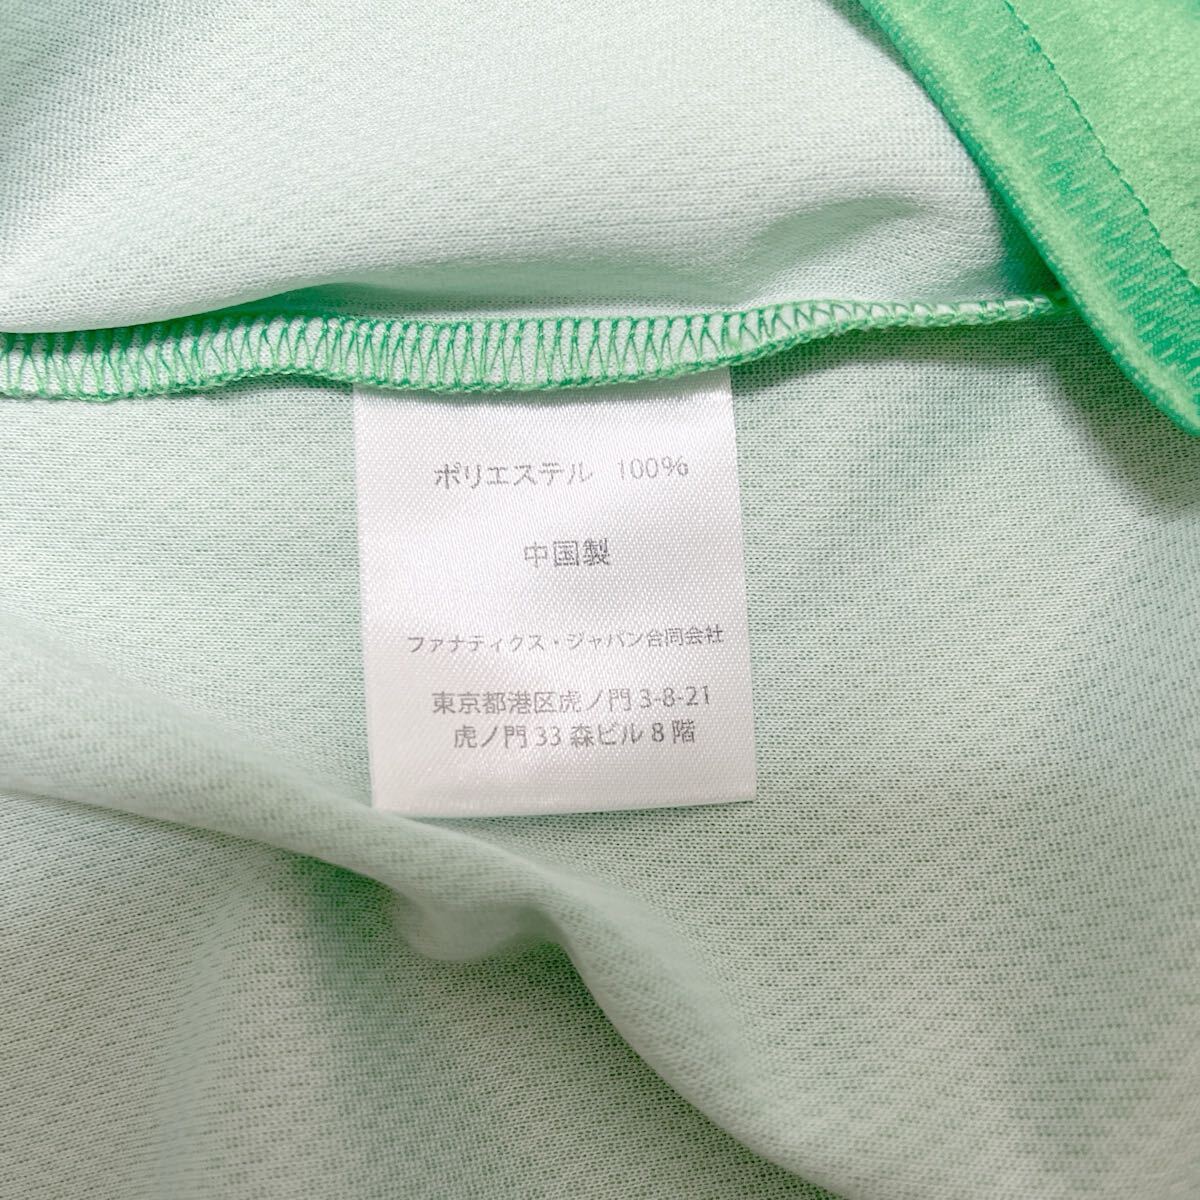 ポリエステル 100%
中国製
ファナティクス・ジャパン合同会社
東京都港区虎ノ門 3-8-21
虎ノ門 33 森ビル 8 階